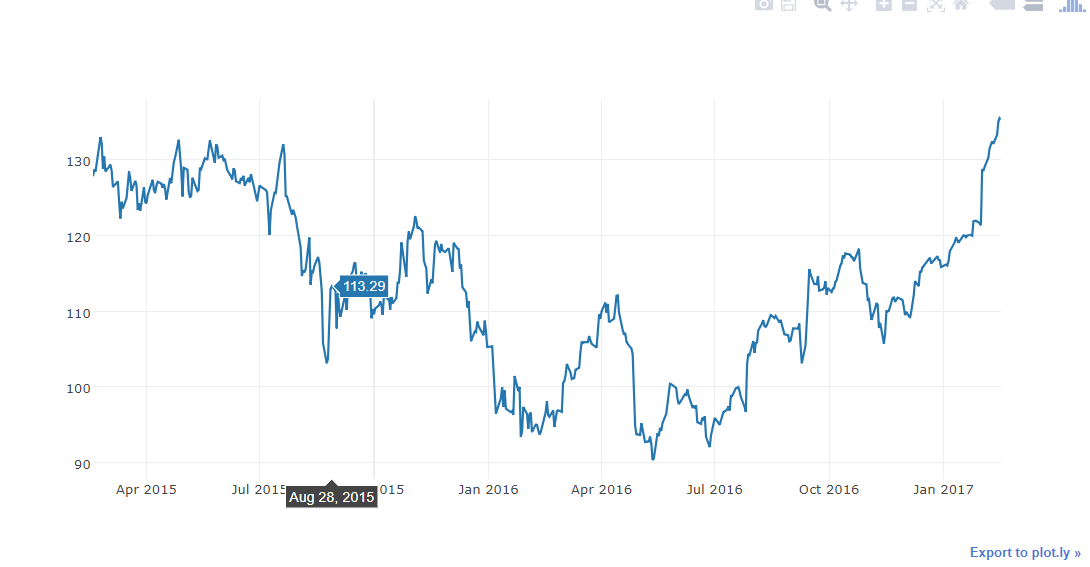 130
120
113.29
110
100
90
Apr 2015
Jul 2015
015
Jan 2016
Apr 2016
Jul 2016
Oct 2016
Jan 2017
Aug 28, 2015
Export to plot.ly »